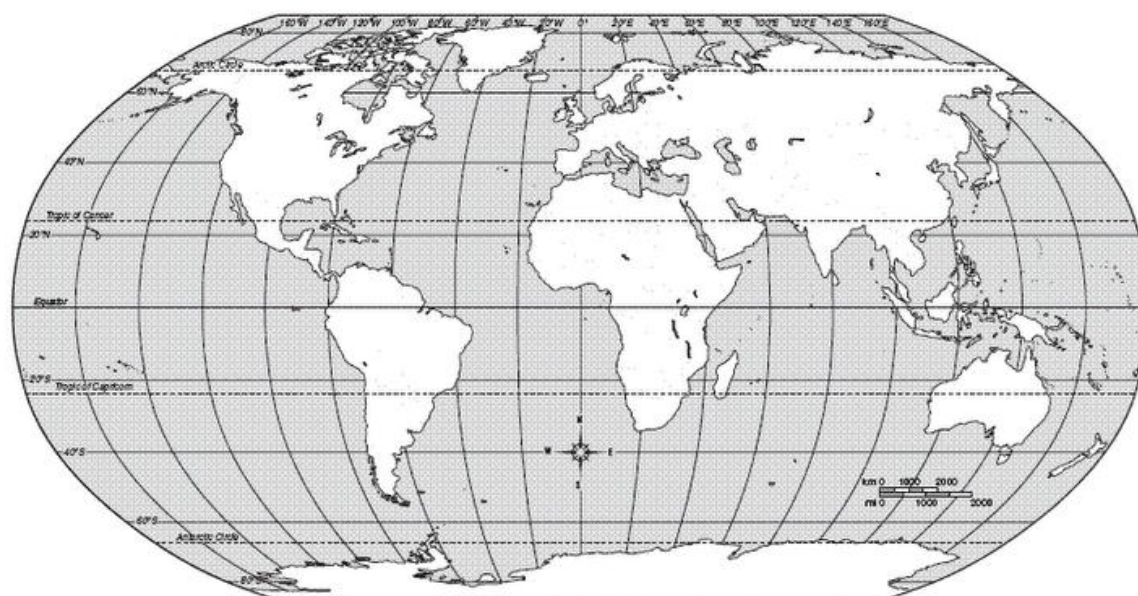 160°W 140°W 120°W 100°W 80°W 60°W 40°W 20°W 0° 20°E 40°E 60°E 80°E 100°E 120°E 140°E 160°E
80°N
Arctic Circle
60°N
40°N
Tropic of Cancer
20°N
Equator
20°S
Tropic of Capricorn
N
40°S
W E
S
km 0 1000 2000
mi 0 1000 2000
60°S
Antarctic Circle
80°S